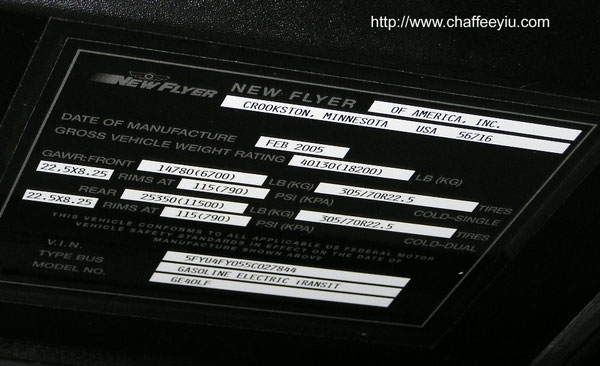 http://www.chaffeeyiu.com
NEW FLYER NEW FLYER OF AMERICA, INC.
CROOKSTON, MINNESOTA USA 56716
DATE OF MANUFACTURE FEB 2005
GROSS VEHICLE WEIGHT RATING 40130(18200) LB (KG)
GAWR:FRONT 14780(6700) LB(KG) 305/70R22.5 TIRES
22.5X8.25 RIMS AT 115(790) PSI (KPA) COLD-SINGLE
REAR 25350(11500) LB(KG) 305/70R22.5 TIRES
22.5X8.25 RIMS AT 115(790) PSI (KPA) COLD-DUAL
THIS VEHICLE CONFORMS TO ALL APPLICABLE US FEDERAL MOTOR
VEHICLE SAFETY STANDARDS IN EFFECT ON THE DATE OF
MANUFACTURE SHOWN ABOVE
V.I.N. 5FYU4FY055C027844
TYPE BUS GASOLINE ELECTRIC TRANSIT
MODEL NO. GE40LF